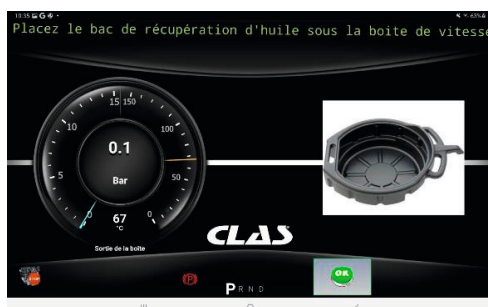 Placez le bac de récupération d'huile sous la boite de vitesse
15 150
10 100
0.1
Bar
5 50
0 0
67
°C
Sortie de la boîte
CLAS
(P)
P R N D
OK